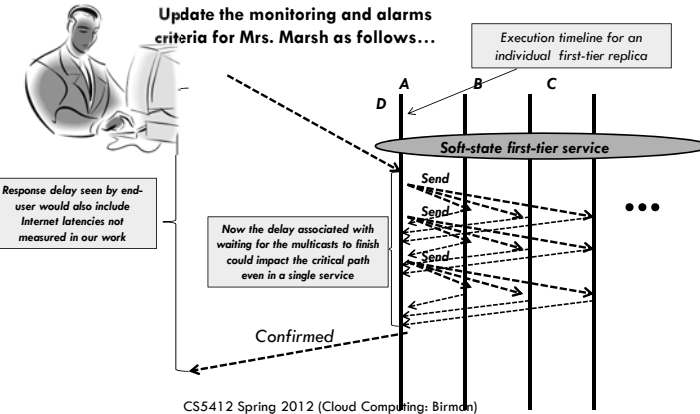 Update the monitoring and alarms
criteria for Mrs. Marsh as follows…
Execution timeline for an
individual first-tier replica
A
B
C
D
Soft-state first-tier service
Send
Send
Send
Response delay seen by end-
user would also include
Internet latencies not
measured in our work
Now the delay associated with
waiting for the multicasts to finish
could impact the critical path
even in a single service
Confirmed
CS5412 Spring 2012 (Cloud Computing: Birman)